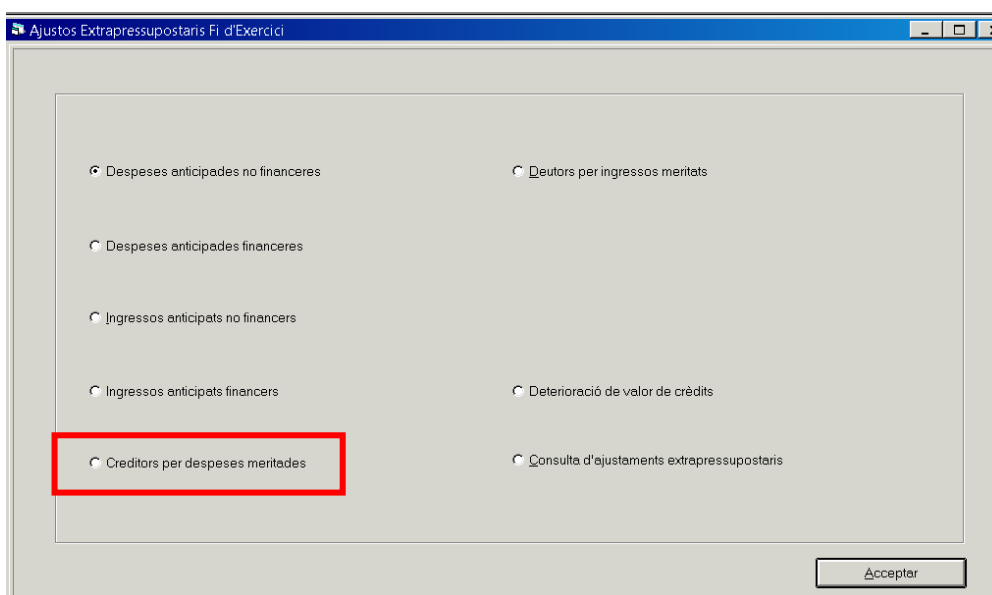 Ajustos Extrapressupostaris Fi d'Exercici
Despeses anticipades no financeres
Deutors per ingressos meritats
Despeses anticipades financeres
Ingressos anticipats no financers
Ingressos anticipats financers
Deterioració de valor de crèdits
Creditors per despeses meritades
Consulta d'ajustaments extrapressupostaris
Acceptar